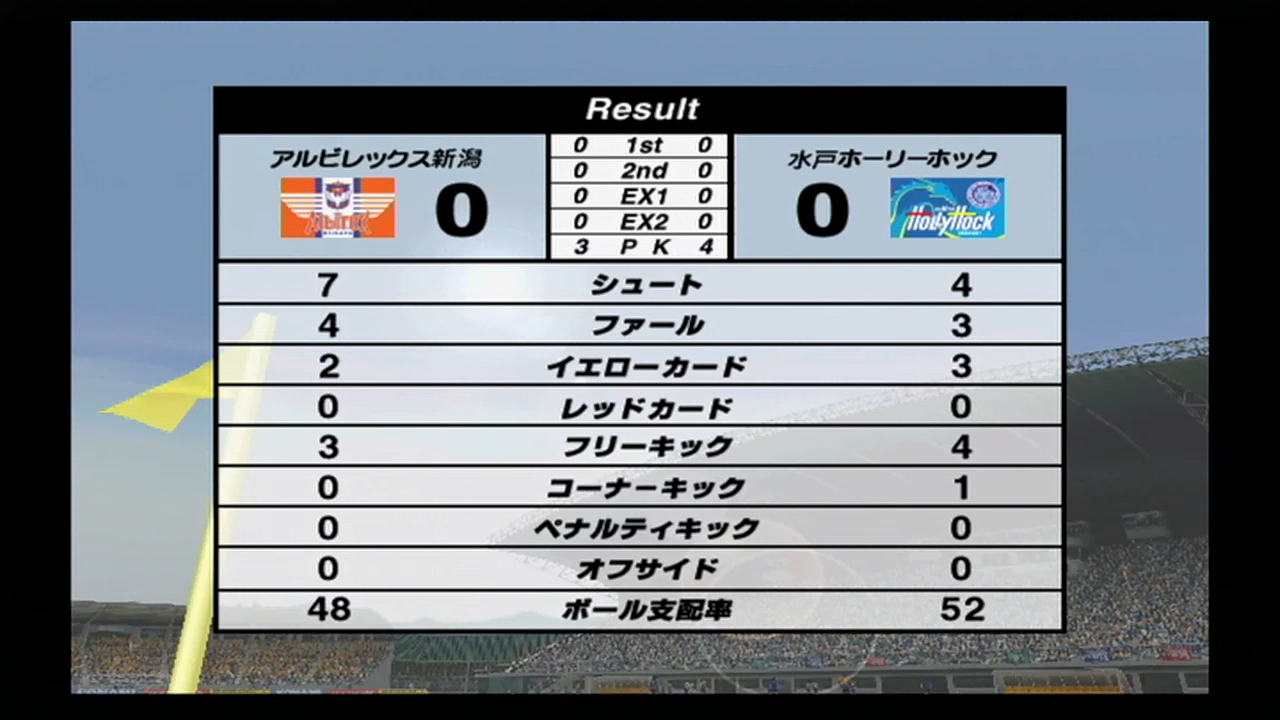 Result
アルビレックス新潟 0
0 1st 0
0 2nd 0
0 EX1 0
0 EX2 0
3 P K 4
水戸ホーリーホック 0
HollyHock
7 シュート 4
4 ファール 3
2 イエローカード 3
0 レッドカード 0
3 フリーキック 4
0 コーナーキック 1
0 ペナルティキック 0
0 オフサイド 0
48 ボール支配率 52